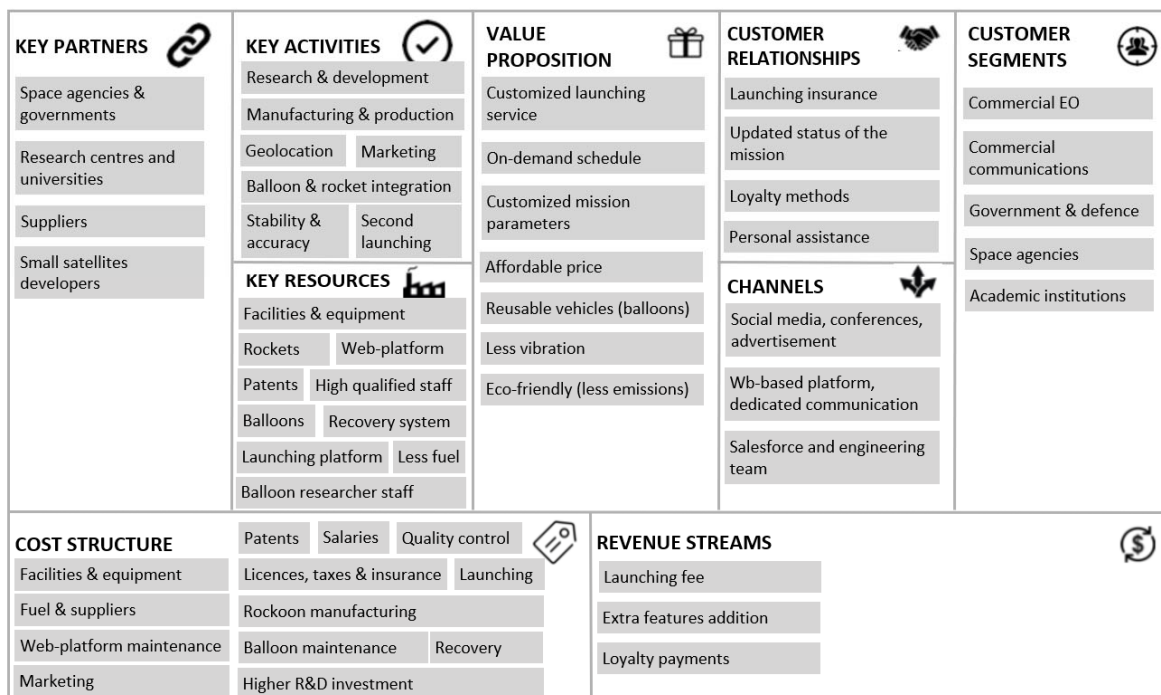 KEY PARTNERS
Space agencies &
governments
Research centres and
universities
Suppliers
Small satellites
developers
KEY ACTIVITIES
Research & development
Manufacturing & production
Geolocation
Marketing
Balloon & rocket integration
Stability &
accuracy
Second
launching
KEY RESOURCES
Facilities & equipment
Rockets
Web-platform
Patents
High qualified staff
Balloons
Recovery system
Launching platform
Less fuel
Balloon researcher staff
VALUE
PROPOSITION
Customized launching
service
On-demand schedule
Customized mission
parameters
Affordable price
Reusable vehicles (balloons)
Less vibration
Eco-friendly (less emissions)
CUSTOMER
RELATIONSHIPS
Launching insurance
Updated status of the
mission
Loyalty methods
Personal assistance
CHANNELS
Social media, conferences,
advertisement
Wb-based platform,
dedicated communication
Salesforce and engineering
team
CUSTOMER
SEGMENTS
Commercial EO
Commercial
communications
Government & defence
Space agencies
Academic institutions
COST STRUCTURE
Facilities & equipment
Fuel & suppliers
Web-platform maintenance
Marketing
Patents
Salaries
Quality control
Licences, taxes & insurance
Launching
Rockoon manufacturing
Balloon maintenance
Recovery
Higher R&D investment
REVENUE STREAMS
$
Launching fee
Extra features addition
Loyalty payments